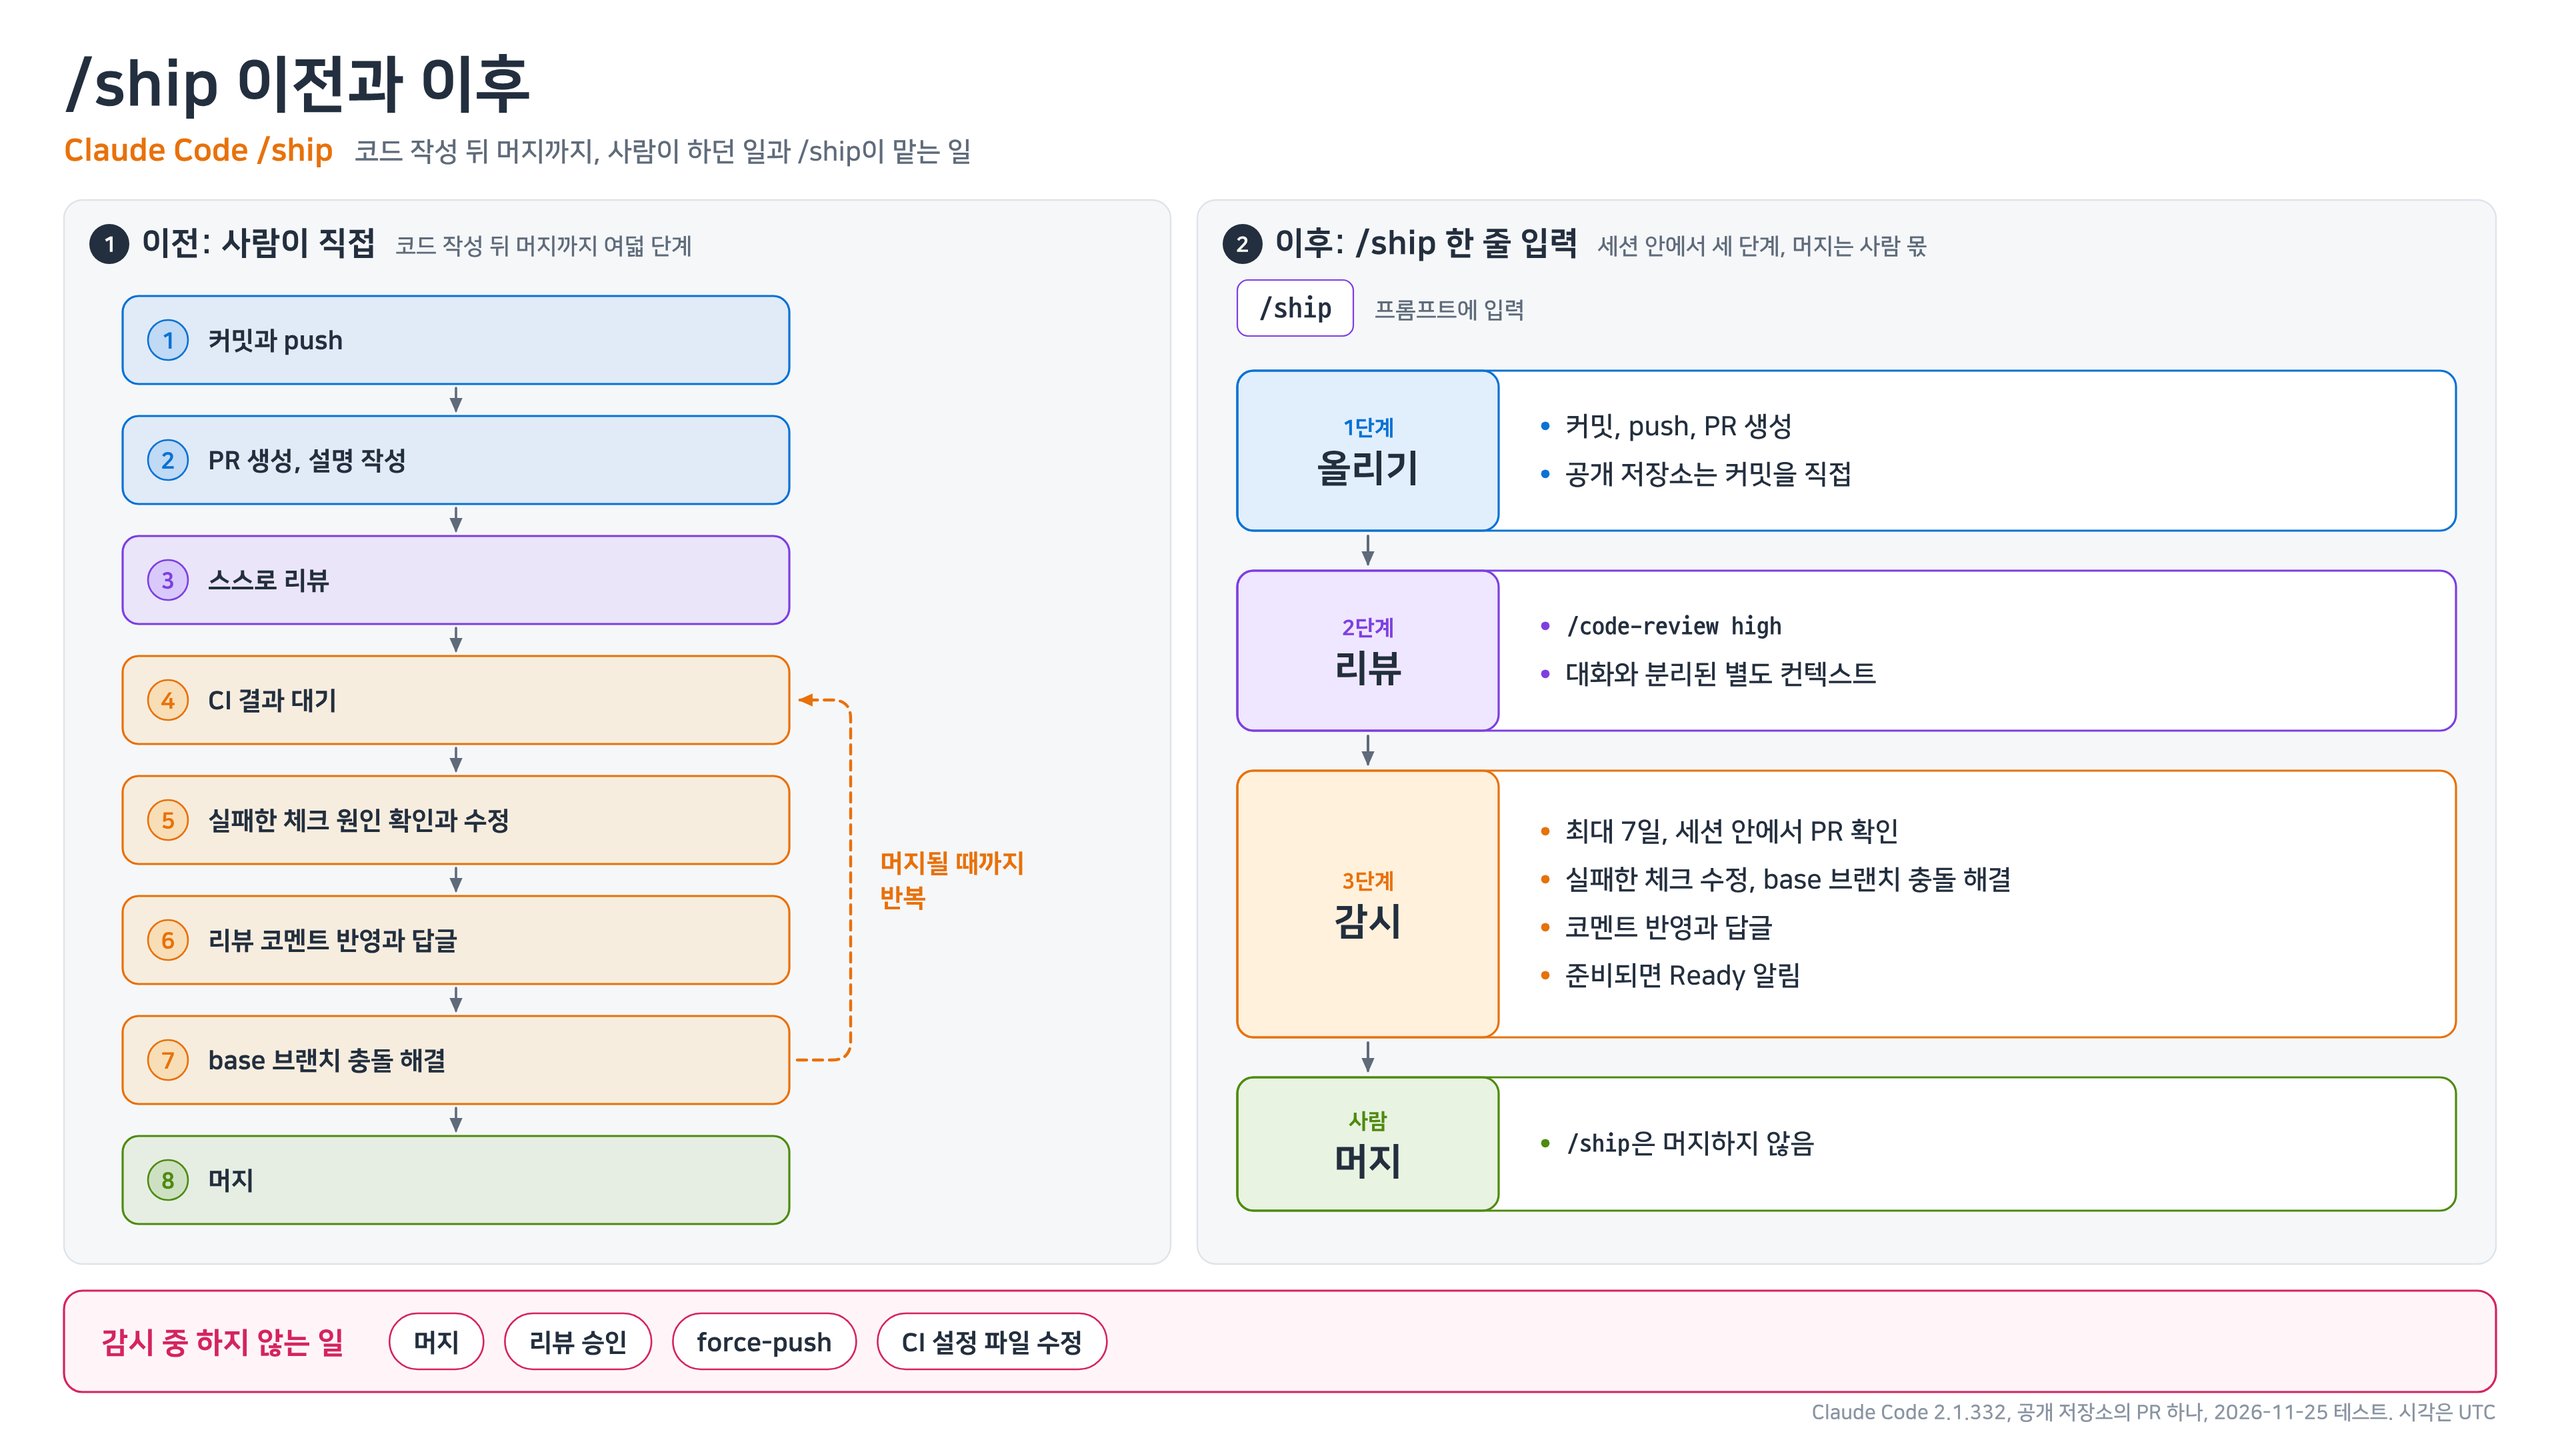 /ship 이전과 이후
Claude Code /ship 코드 작성 뒤 머지까지, 사람이 하던 일과 /ship이 맡는 일
1 이전: 사람이 직접 코드 작성 뒤 머지까지 여덟 단계
1 커밋과 push
2 PR 생성, 설명 작성
3 스스로 리뷰
4 CI 결과 대기
5 실패한 체크 원인 확인과 수정
6 리뷰 코멘트 반영과 답글
7 base 브랜치 충돌 해결
8 머지
머지될 때까지
반복
2 이후: /ship 한 줄 입력 세션 안에서 세 단계, 머지는 사람 몫
/ship 프롬프트에 입력
1단계
올리기
• 커밋, push, PR 생성
• 공개 저장소는 커밋을 직접
2단계
리뷰
• /code-review high
• 대화와 분리된 별도 컨텍스트
3단계
감시
• 최대 7일, 세션 안에서 PR 확인
• 실패한 체크 수정, base 브랜치 충돌 해결
• 코멘트 반영과 답글
• 준비되면 Ready 알림
사람
머지
• /ship은 머지하지 않음
감시 중 하지 않는 일 머지 리뷰 승인 force-push CI 설정 파일 수정
Claude Code 2.1.332, 공개 저장소의 PR 하나, 2026-11-25 테스트. 시각은 UTC